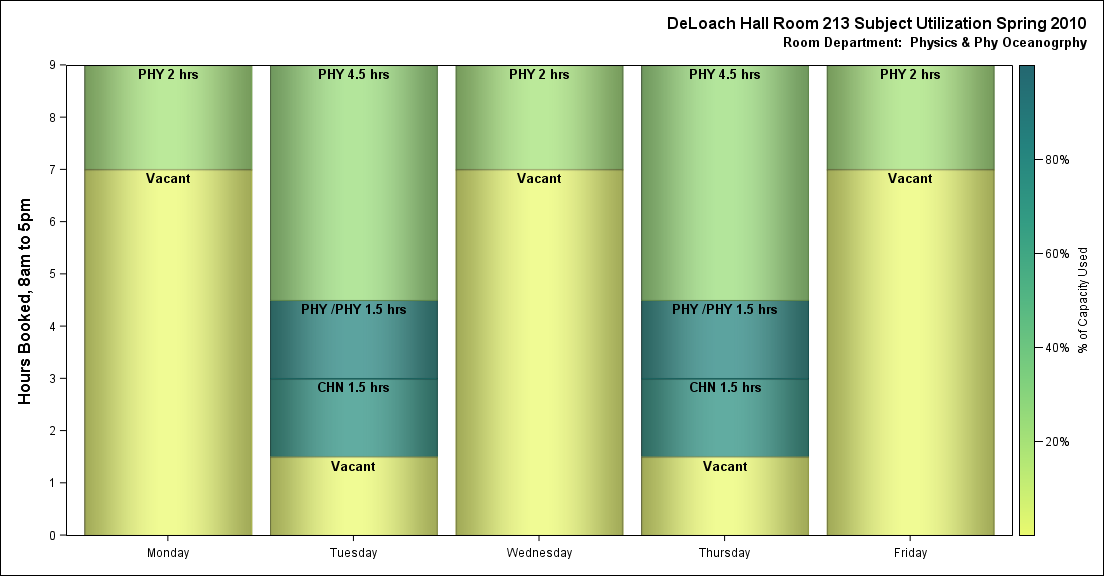 DeLoach Hall Room 213 Subject Utilization Spring 2010
Room Department:  Physics & Phy Oceanogrphy
Hours Booked, 8am to 5pm
9
8
7
6
5
4
3
2
1
0
PHY 2 hrs
Vacant
Monday
PHY 4.5 hrs
PHY /PHY 1.5 hrs
CHN 1.5 hrs
Vacant
Tuesday
PHY 2 hrs
Vacant
Wednesday
PHY 4.5 hrs
PHY /PHY 1.5 hrs
CHN 1.5 hrs
Vacant
Thursday
PHY 2 hrs
Vacant
Friday
80%
60%
40%
20%
% of Capacity Used